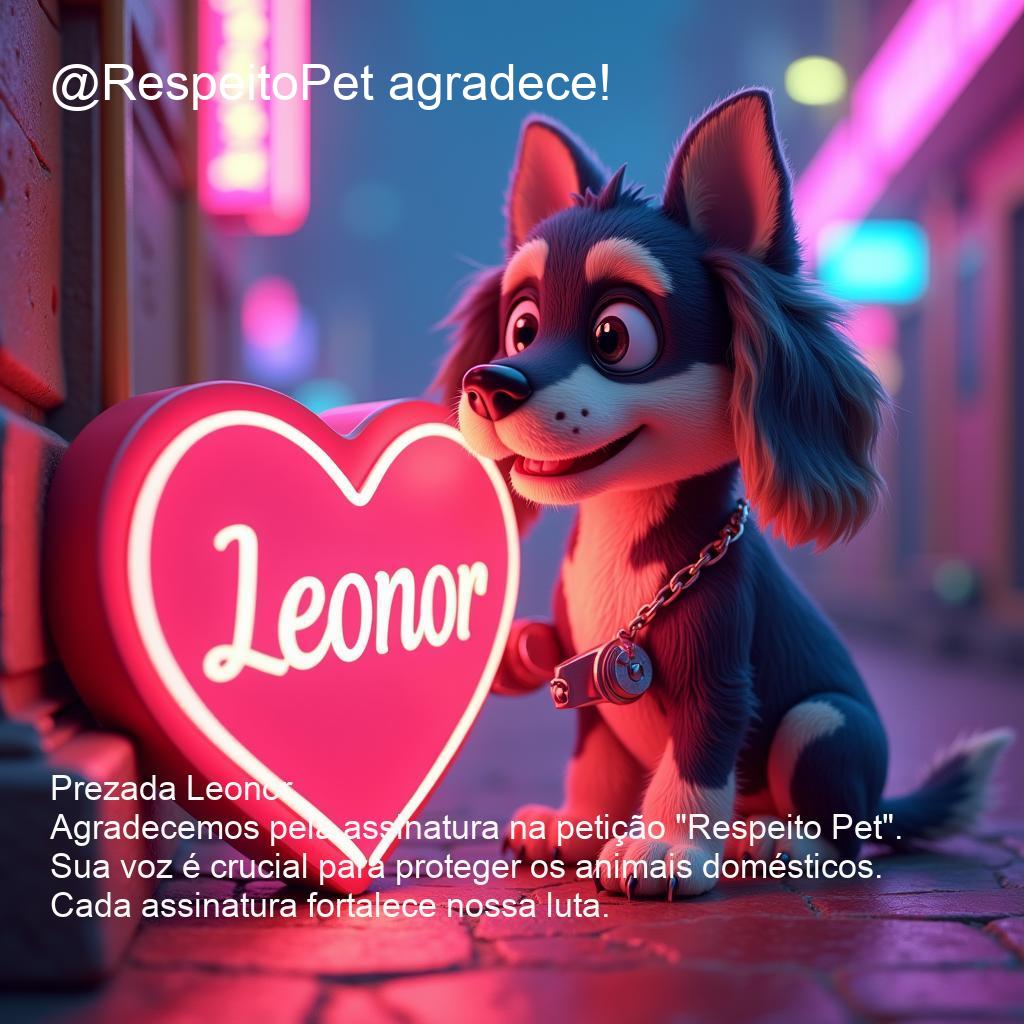 @RespeitoPet agradece!
Leonor
Prezada Leonor
Agradecemos pela assinatura na petição "Respeito Pet".
Sua voz é crucial para proteger os animais domésticos.
Cada assinatura fortalece nossa luta.